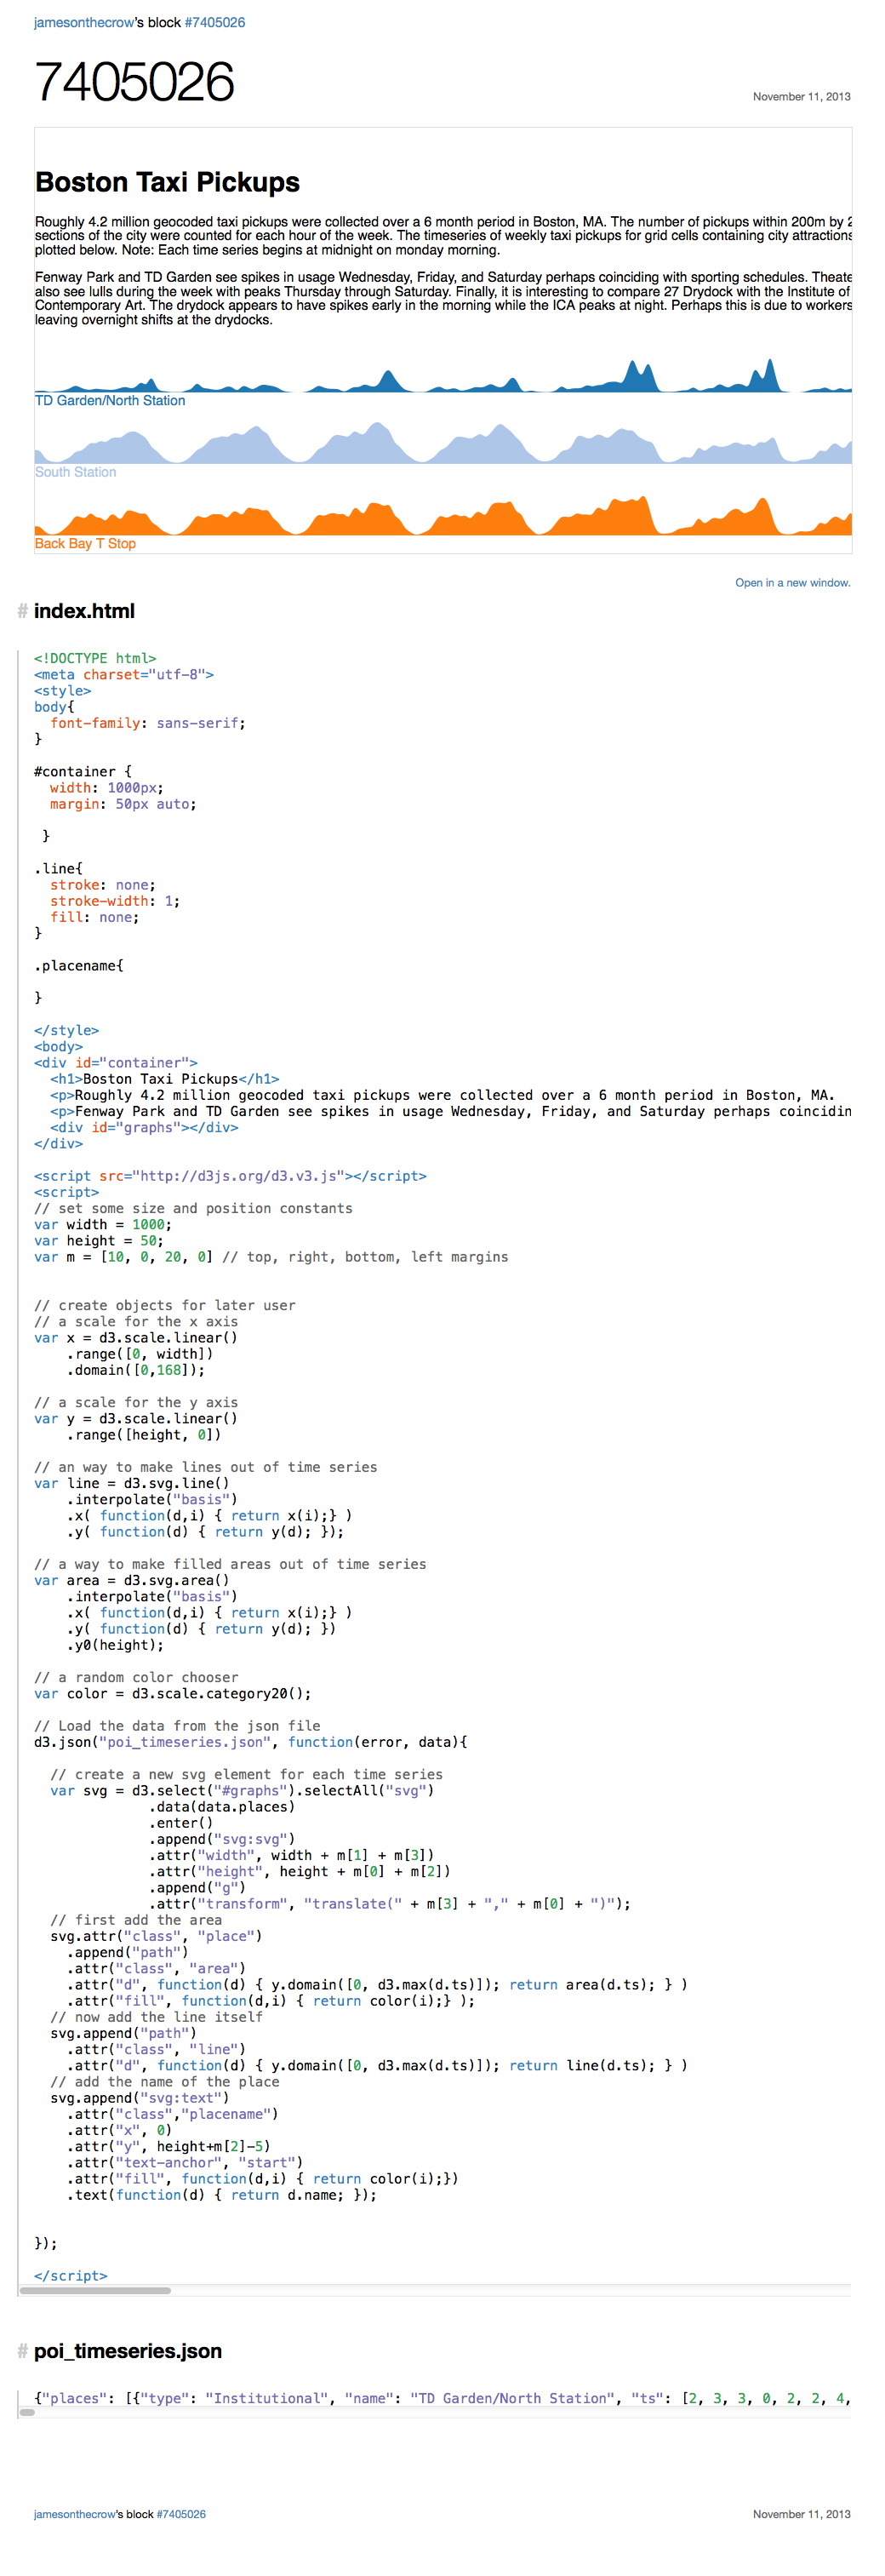 jamesonthecrow's block #7405026
7405026
November 11, 2013
Boston Taxi Pickups
Roughly 4.2 million geocoded taxi pickups were collected over a 6 month period in Boston, MA. The number of pickups within 200m by
sections of the city were counted for each hour of the week. The timeseries of weekly taxi pickups for grid cells containing city attractions
plotted below. Note: Each time series begins at midnight on monday morning.
Fenway Park and TD Garden see spikes in usage Wednesday, Friday, and Saturday perhaps coinciding with sporting schedules. Theate
also see lulls during the week with peaks Thursday through Saturday. Finally, it is interesting to compare 27 Drydock with the Institute of
Contemporary Art. The drydock appears to have spikes early in the morning while the ICA peaks at night. Perhaps this is due to workers
leaving overnight shifts at the drydocks.
TD Garden/North Station
South Station
Back Bay T Stop
Open in a new window.
# index.html
<!DOCTYPE html>
<meta charset="utf-8">
<style>
body{
  font-family: sans-serif;
}
#container {
  width: 1000px;
  margin: 50px auto;
 }
.line{
  stroke: none;
  stroke-width: 1;
  fill: none;
}
.placename{
}
</style>
<body>
<div id="container">
  <h1>Boston Taxi Pickups</h1>
  <p>Roughly 4.2 million geocoded taxi pickups were collected over a 6 month period in Boston, MA.
  <p>Fenway Park and TD Garden see spikes in usage Wednesday, Friday, and Saturday perhaps coincidin
  <div id="graphs"></div>
</div>
<script src="http://d3js.org/d3.v3.js"></script>
<script>
// set some size and position constants
var width = 1000;
var height = 50;
var m = [10, 0, 20, 0] // top, right, bottom, left margins
// create objects for later user
// a scale for the x axis
var x = d3.scale.linear()
    .range([0, width])
    .domain([0,168]);
// a scale for the y axis
var y = d3.scale.linear()
    .range([height, 0])
// an way to make lines out of time series
var line = d3.svg.line()
    .interpolate("basis")
    .x( function(d,i) { return x(i);} )
    .y( function(d) { return y(d); });
// a way to make filled areas out of time series
var area = d3.svg.area()
    .interpolate("basis")
    .x( function(d,i) { return x(i);} )
    .y( function(d) { return y(d); })
    .y0(height);
// a random color chooser
var color = d3.scale.category20();
// Load the data from the json file
d3.json("poi_timeseries.json", function(error, data){
  // create a new svg element for each time series
  var svg = d3.select("#graphs").selectAll("svg")
              .data(data.places)
              .enter()
              .append("svg:svg")
              .attr("width", width + m[1] + m[3])
              .attr("height", height + m[0] + m[2])
              .append("g")
              .attr("transform", "translate(" + m[3] + "," + m[0] + ")");
  // first add the area
  svg.attr("class", "place")
    .append("path")
    .attr("class", "area")
    .attr("d", function(d) { y.domain([0, d3.max(d.ts)]); return area(d.ts); } )
    .attr("fill", function(d,i) { return color(i);} );
  // now add the line itself
  svg.append("path")
    .attr("class", "line")
    .attr("d", function(d) { y.domain([0, d3.max(d.ts)]); return line(d.ts); } )
  // add the name of the place
  svg.append("svg:text")
    .attr("class","placename")
    .attr("x", 0)
    .attr("y", height+m[2]-5)
    .attr("text-anchor", "start")
    .attr("fill", function(d,i) { return color(i);})
    .text(function(d) { return d.name; });
});
</script>
# poi_timeseries.json
{"places": [{"type": "Institutional", "name": "TD Garden/North Station", "ts": [2, 3, 3, 0, 2, 2, 4,
jamesonthecrow's block #7405026
November 11, 2013